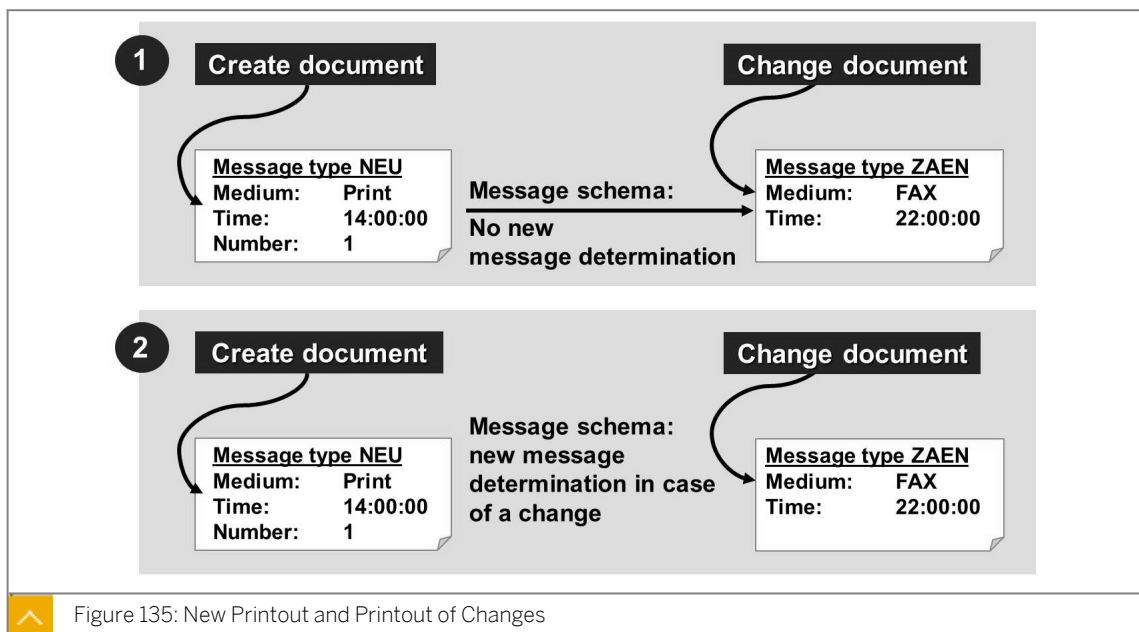 1
Create document
Change document
Message type NEU
Medium: Print
Time: 14:00:00
Number: 1
Message schema:
No new
message determination
Message type ZAEN
Medium: FAX
Time: 22:00:00
2
Create document
Change document
Message type NEU
Medium: Print
Time: 14:00:00
Number: 1
Message schema:
new message
determination in case
of a change
Message type ZAEN
Medium: FAX
Time: 22:00:00
Figure 135: New Printout and Printout of Changes